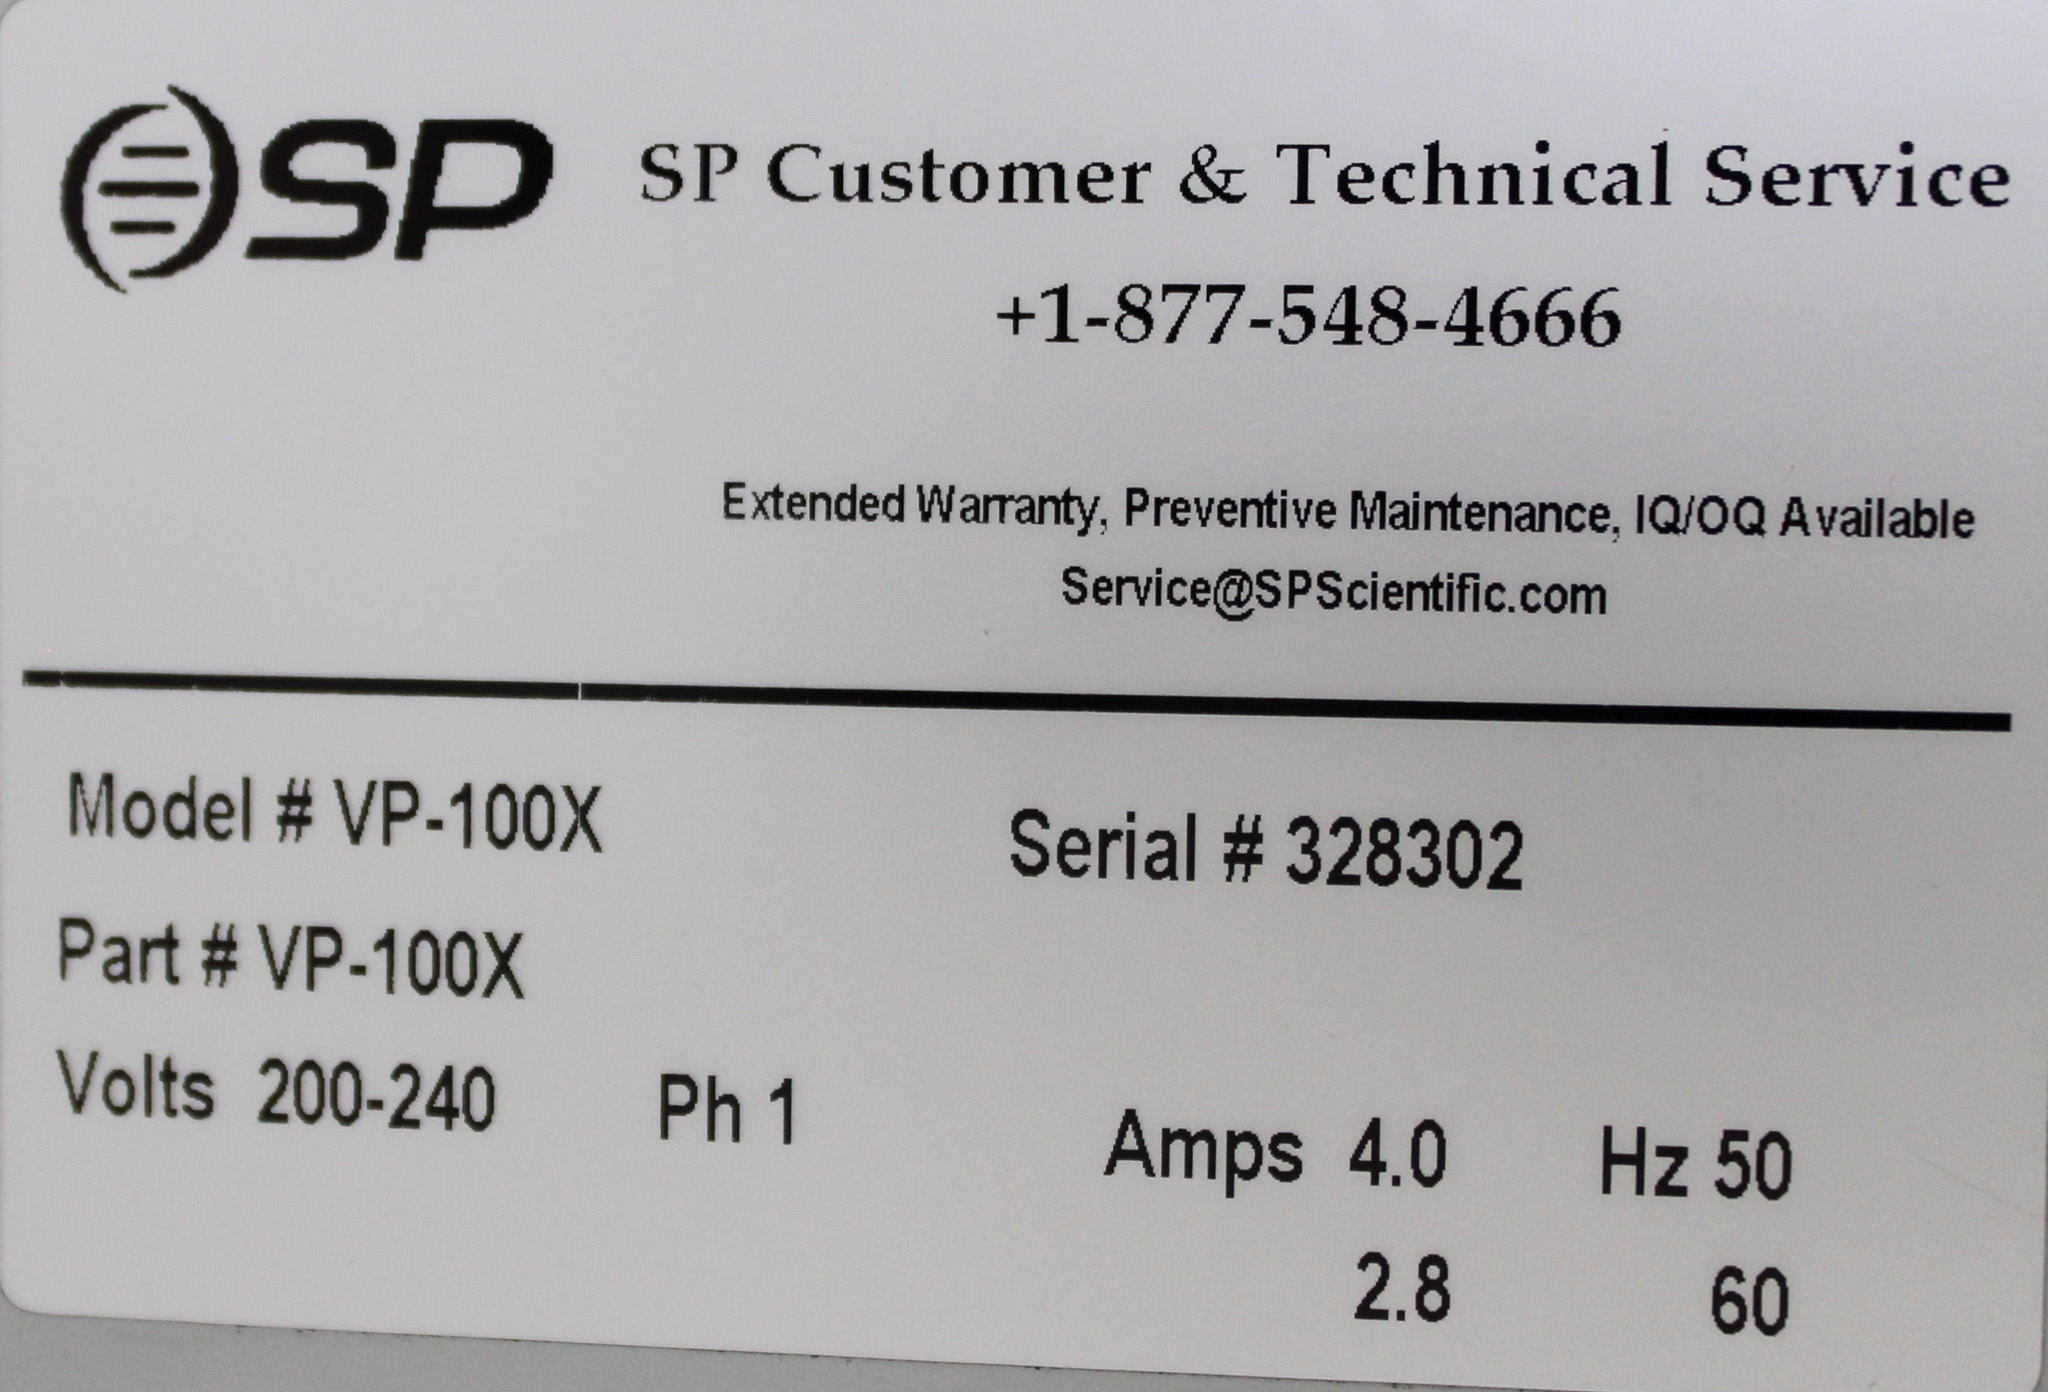 SP SP Customer & Technical Service
+1-877-548-4666
Extended Warranty, Preventive Maintenance, IQ/OQ Available
Service@SPScientific.com
Model # VP-100X Serial # 328302
Part # VP-100X
Volts 200-240 Ph 1 Amps 4.0 Hz 50
2.8 60